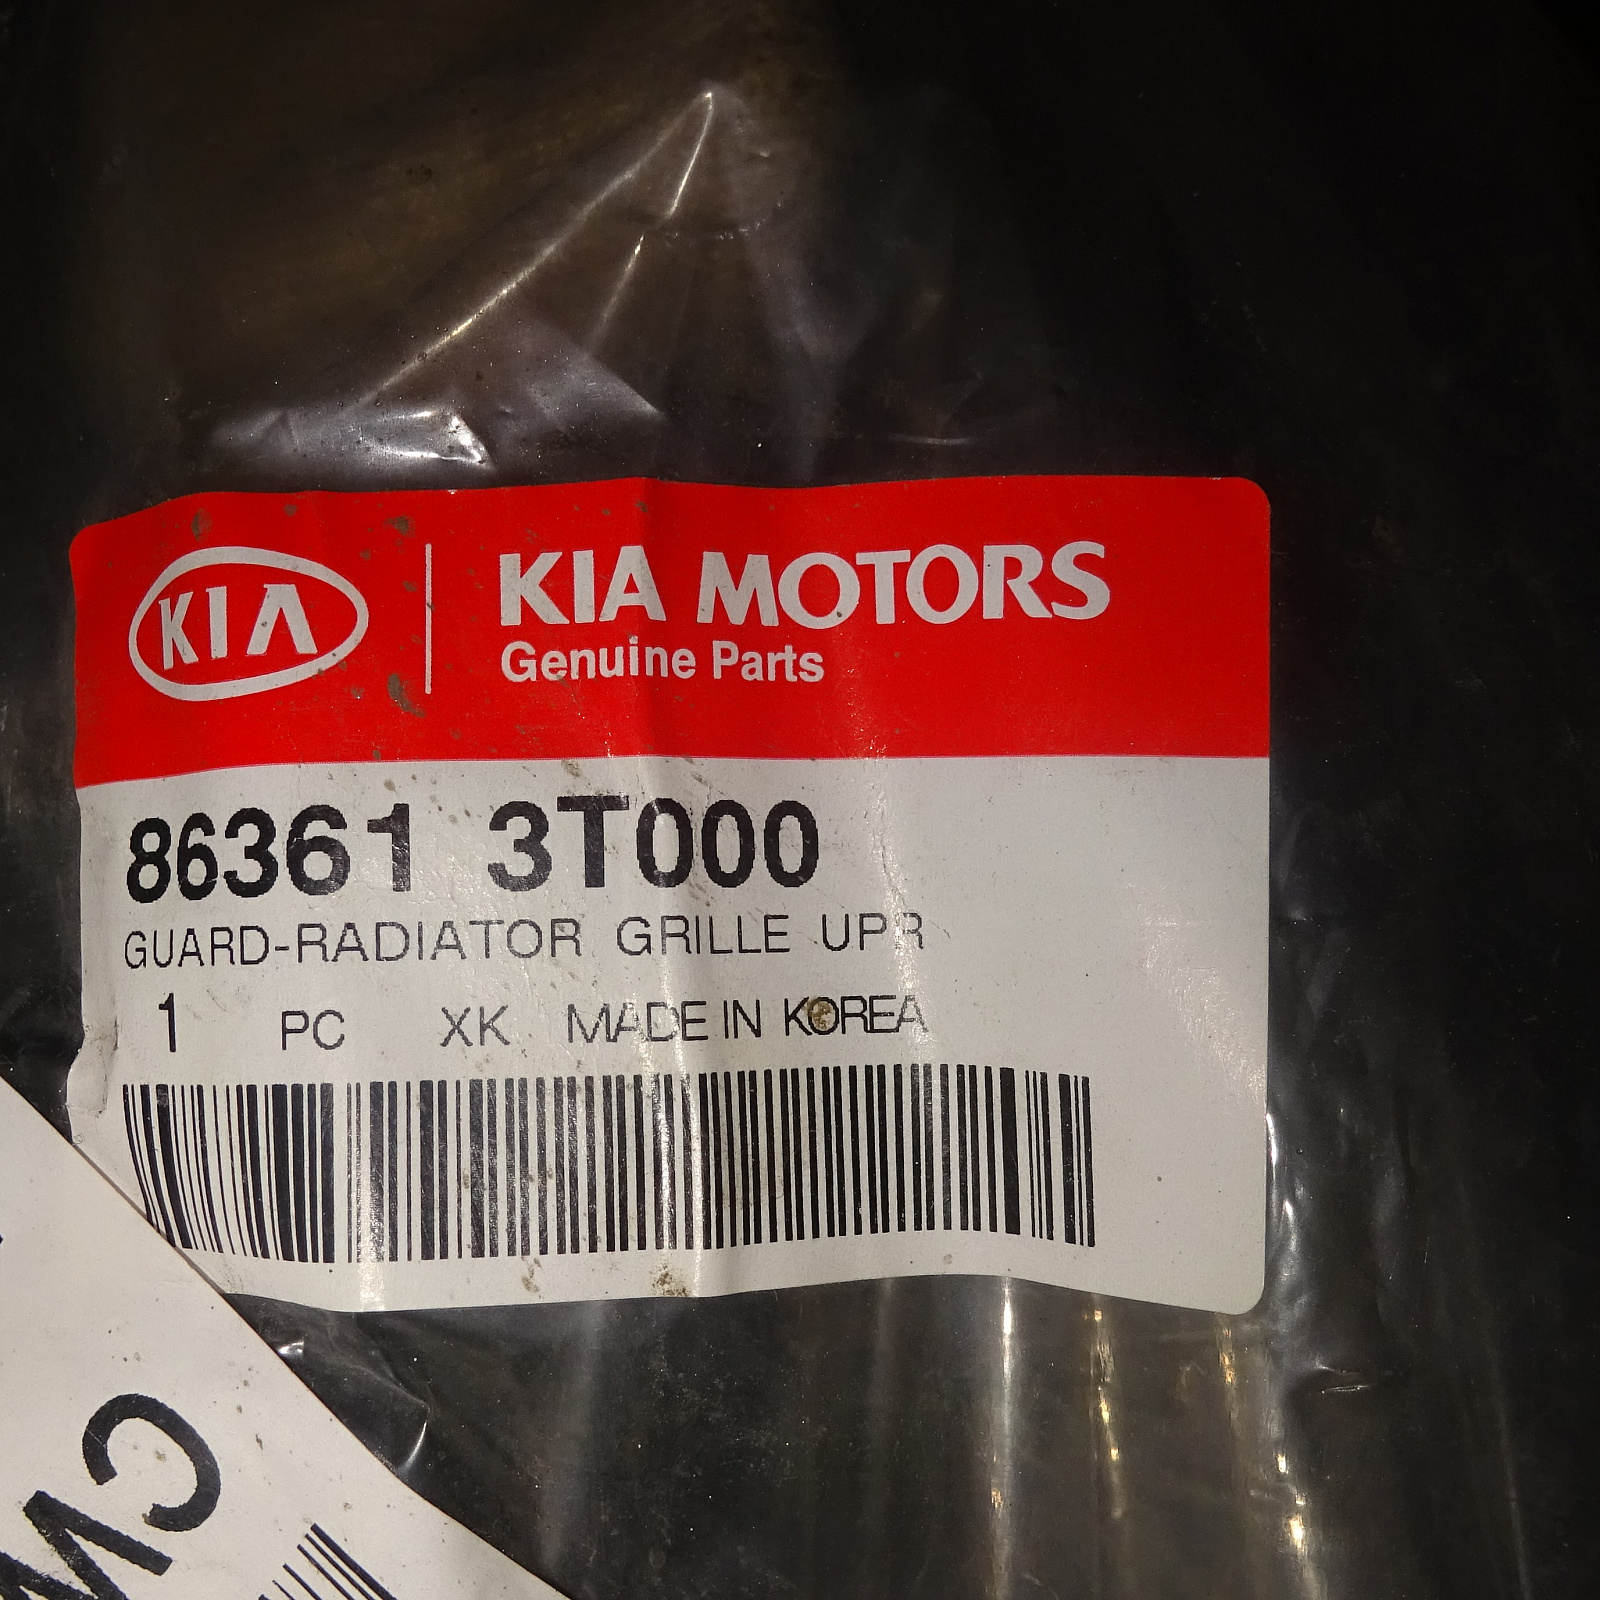 KIA
KIA MOTORS
Genuine Parts
86361 3T000
GUARD-RADIATOR GRILLE UPR
1 PC XK MADE IN KOREA